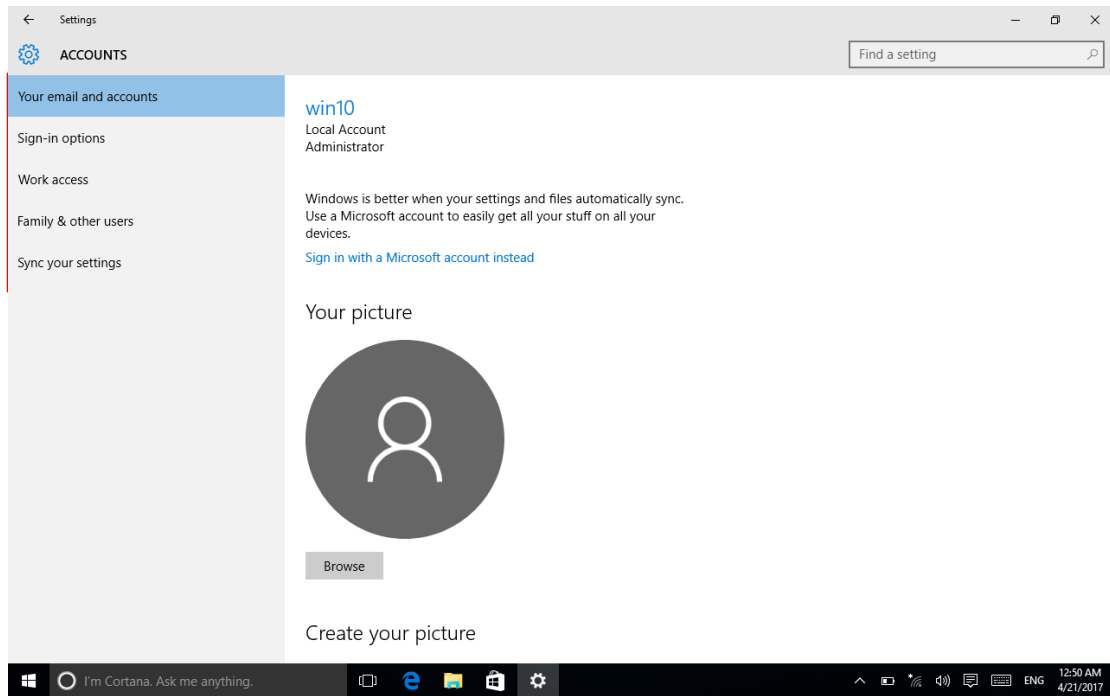 Settings
ACCOUNTS
Find a setting
Your email and accounts
Sign-in options
Work access
Family & other users
Sync your settings
win10
Local Account
Administrator
Windows is better when your settings and files automatically sync.
Use a Microsoft account to easily get all your stuff on all your
devices.
Sign in with a Microsoft account instead
Your picture
Browse
Create your picture
I'm Cortana. Ask me anything.
ENG
12:50 AM
4/21/2017